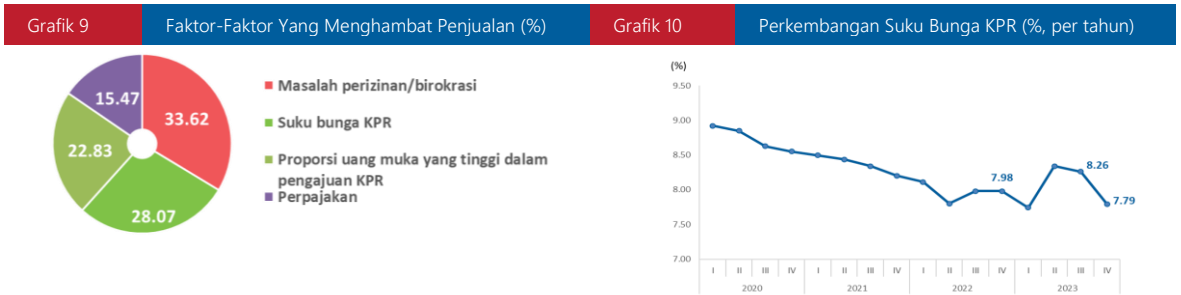 Grafik 9
Faktor-Faktor Yang Menghambat Penjualan (%)
15.47
33.62
22.83
28.07
Masalah perizinan/birokrasi
Suku bunga KPR
Proporsi uang muka yang tinggi dalam
pengajuan KPR
Perpajakan
Grafik 10
Perkembangan Suku Bunga KPR (%, per tahun)
(%)
9.50
9.00
8.50
8.00
7.50
7.00
7.98
8.26
7.79
I II III IV I II III IV I II III IV I II III IV
2020 2021 2022 2023